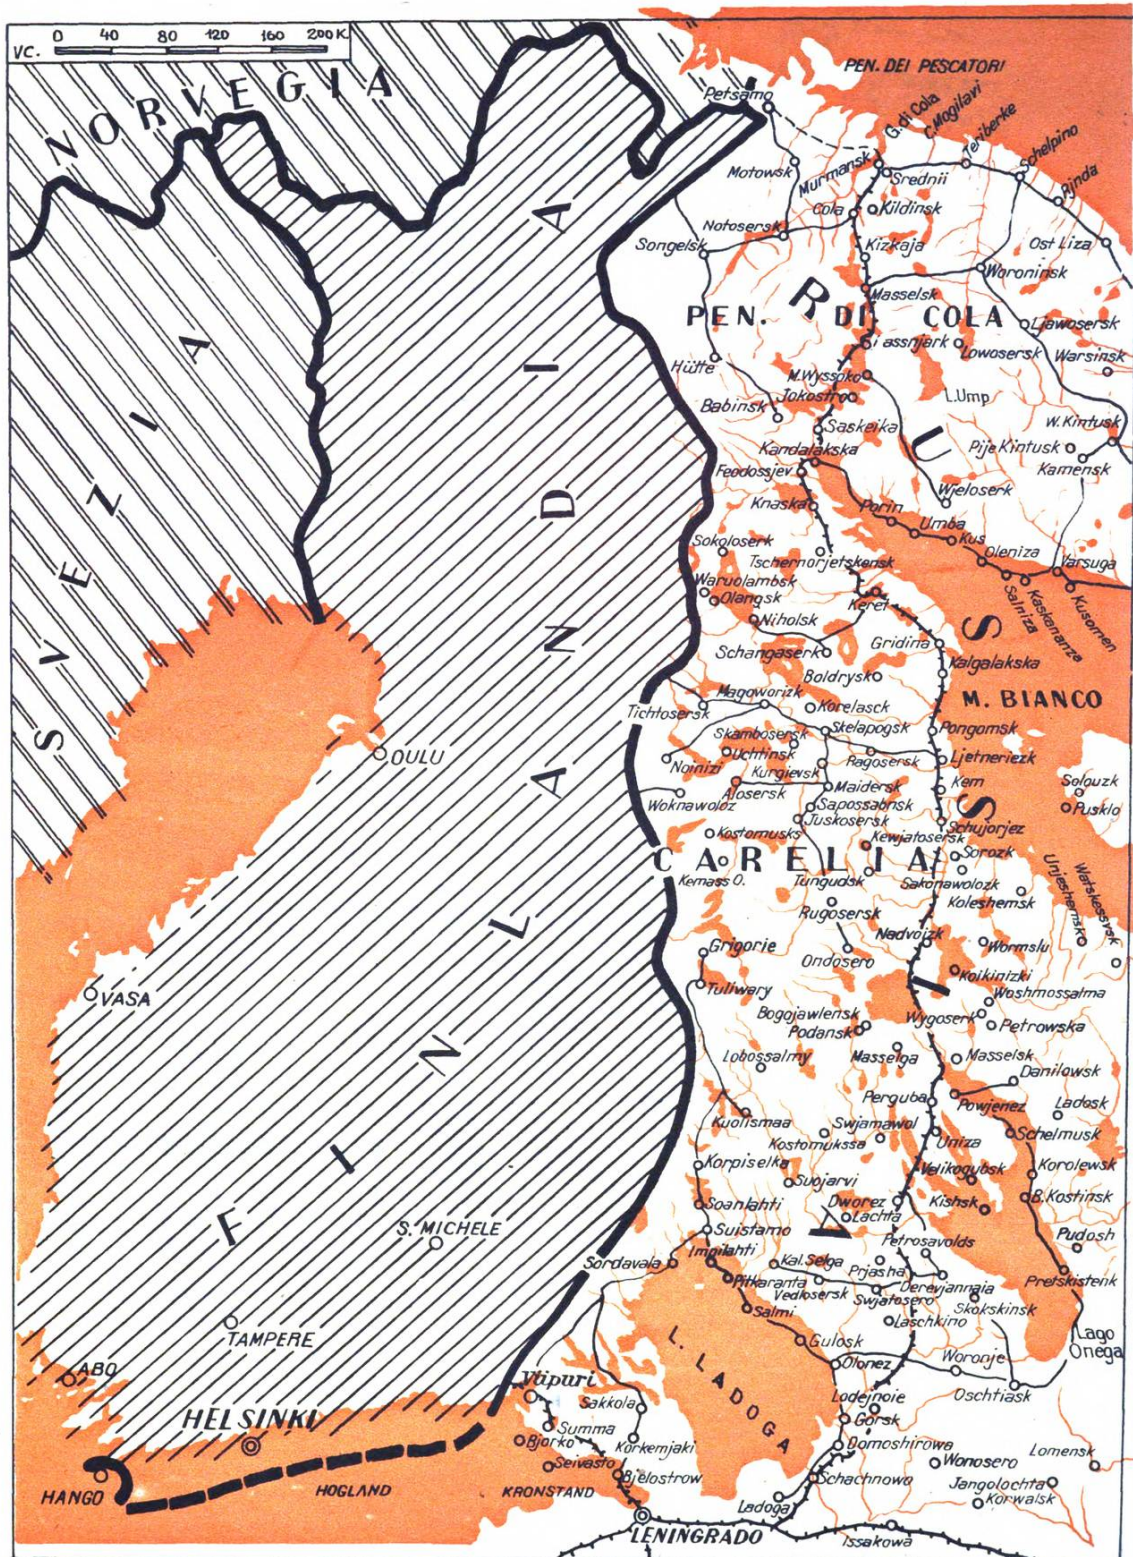 VC. 0 40 80 120 160 200 K.
NORVEGIA
PEN. DEI PESCATORI
Petsamo
G. di Cola
C. Mogilavi
Teriberke
Schelpino
Rjnda
Motowsk
Murmansk
Srednii
Kildinsk
Cola
Notosersk
Songelsk
Kizkaja
Ost Liza
Woroninsk
Masselsk
RUSSIA
PEN. DI COLA
Ljawosersk
Lowosersk
Warsinsk
Hütte
M. Wyssoko
Jokostro
L. Ump
Babinsk
Saskeika
W. Kintusk
Pije Kintusk
Kamensk
Kandalakska
Feodossjev
Wjeloserk
Knaska
Porin
Umba
Kus
Oleniza
Varsuga
Salniza
Kaskananza
Kusomen
SVEZIA
FINLANDIA
Sokoloserk
Tschernorjetskensk
Waruolambsk
Olangsk
Keret
Niholsk
Gridina
Schangaserk
Kalgalakska
Boldrysk
M. BIANCO
Magoworizk
Tichtosersk
Korelasck
Skelapogsk
Pongomsk
Skambosersk
OULU
Uchtinsk
Noinizi
Kurgievsk
Ragosersk
Ljetneriezk
Alosersk
Maidersk
Kem
Solouzk
Woknawoloz
Sapossabnsk
Pusklo
Juskosersk
Schujorjez
Kostomusks
Kewjatosersk
CARELIA
Sorozk
Kemass O.
Tungudsk
Sakonawolozk
Koleshemsk
Unjeshemsk
Watskessvsk
Rugosersk
Nadvoizk
Wormslu
Grigorie
Ondosero
Koikinizki
Tuliwary
VASA
Woshmossalma
Bogojawlensk
Wygoserk
Podansk
Petrowska
Lobossalmy
Masselga
Masselsk
Danilowsk
Perguba
Powjenez
Ladosk
Kuolismaa
Swjamawol
Kostomukssa
Uniza
Schelmusk
Korpiselka
Velikogubsk
Korolewsk
Suojarvi
B. Kostinsk
Soanlahti
Dworez
Kishsk
Lachta
Suistamo
S. MICHELE
Petrosavolds
Pudosh
Sordavala
Impilahti
Kal. Selga
Prjasha
Pitkaranta
Vedlosersk
Derevjannaia
Pretskistenk
Swjatosero
Salmi
Skokskinsk
Laschkino
TAMPERE
L. LADOGA
Gulosk
Lago
Onega
ABO
Olonez
Woronje
Oschtiask
Viipuri
Sakkola
Lodejnoie
HELSINKI
Summa
Gorsk
Bjorko
Korkemjaki
Domoshirowa
Lomensk
Seivasto
Bjelostrow
Wonosero
Schachnowo
Jangolochta
HANGO
HOGLAND
KRONSTAND
Ladoga
Korwalsk
LENINGRADO
Issakowa